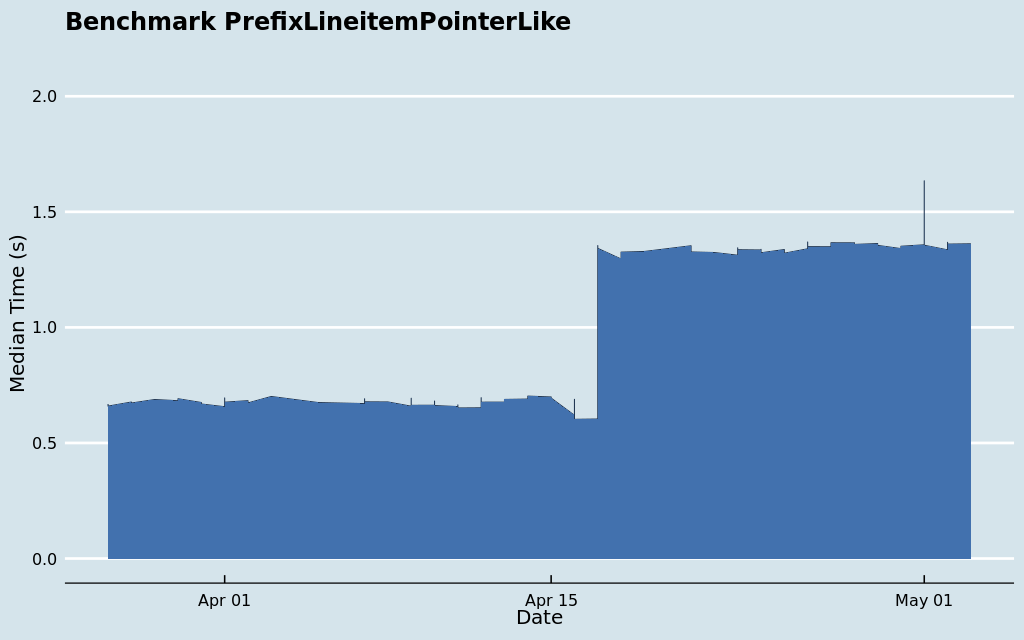 Benchmark PrefixLineitemPointerLike
2.0
1.5
1.0
0.5
0.0
Median Time (s)
Apr 01
Apr 15
May 01
Date